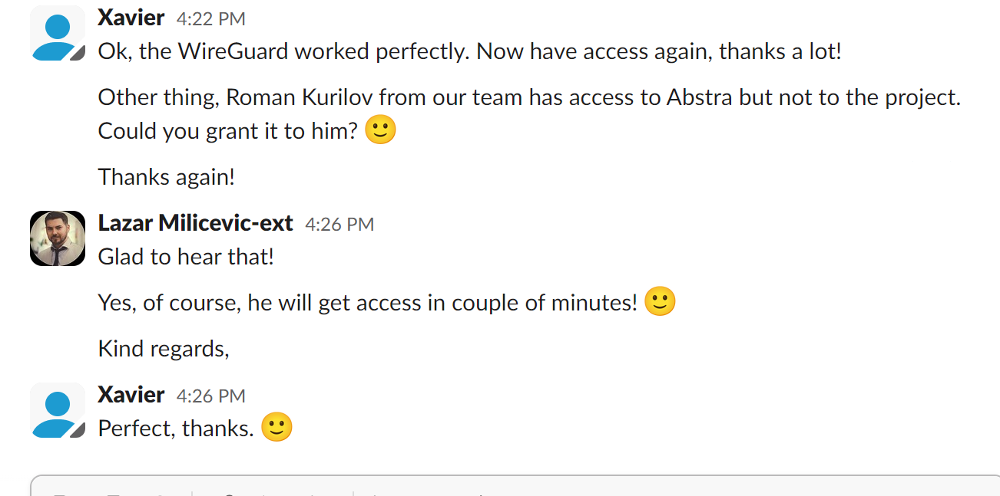 Xavier 4:22 PM
Ok, the WireGuard worked perfectly. Now have access again, thanks a lot!
Other thing, Roman Kurilov from our team has access to Abstra but not to the project.
Could you grant it to him? 🙂
Thanks again!
Lazar Milicevic-ext 4:26 PM
Glad to hear that!
Yes, of course, he will get access in couple of minutes! 🙂
Kind regards,
Xavier 4:26 PM
Perfect, thanks. 🙂